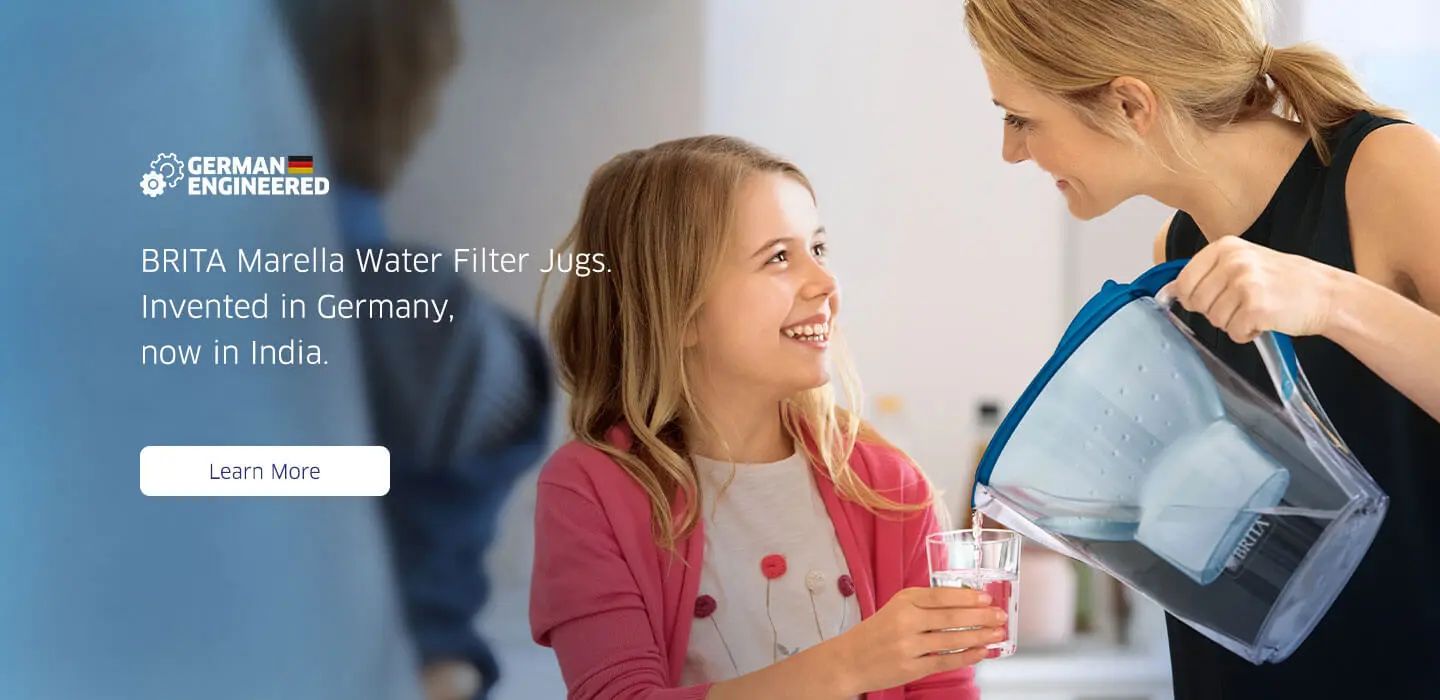 GERMAN
ENGINEERED
BRITA Marella Water Filter Jugs.
Invented in Germany,
now in India.
Learn More
BRITA